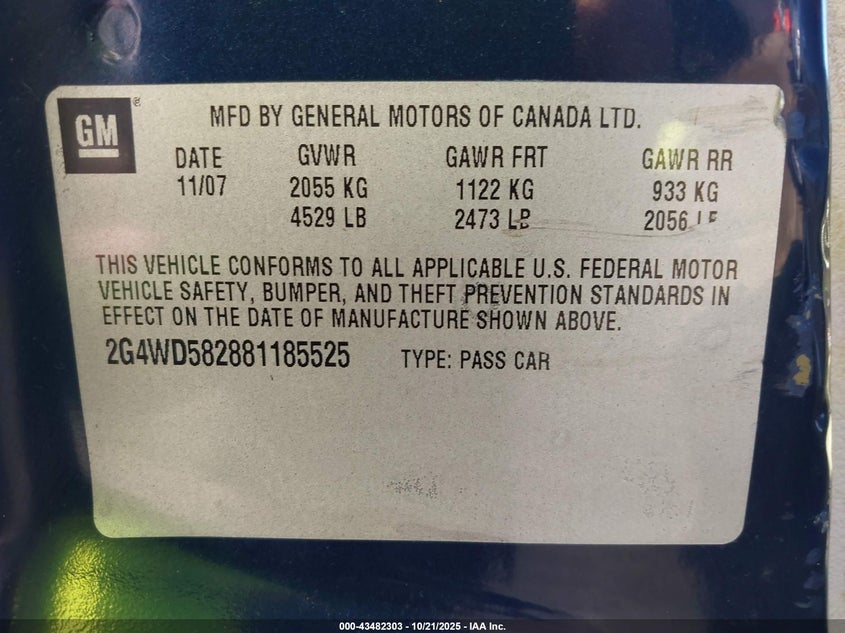 GM
MFD BY GENERAL MOTORS OF CANADA LTD.
DATE GVWR GAWR FRT GAWR RR
11/07 2055 KG 1122 KG 933 KG
4529 LB 2473 LB 2056 LB
THIS VEHICLE CONFORMS TO ALL APPLICABLE U.S. FEDERAL MOTOR
VEHICLE SAFETY, BUMPER, AND THEFT PREVENTION STANDARDS IN
EFFECT ON THE DATE OF MANUFACTURE SHOWN ABOVE.
2G4WD582881185525 TYPE: PASS CAR
000-43482303 - 10/21/2025 - IAA Inc.